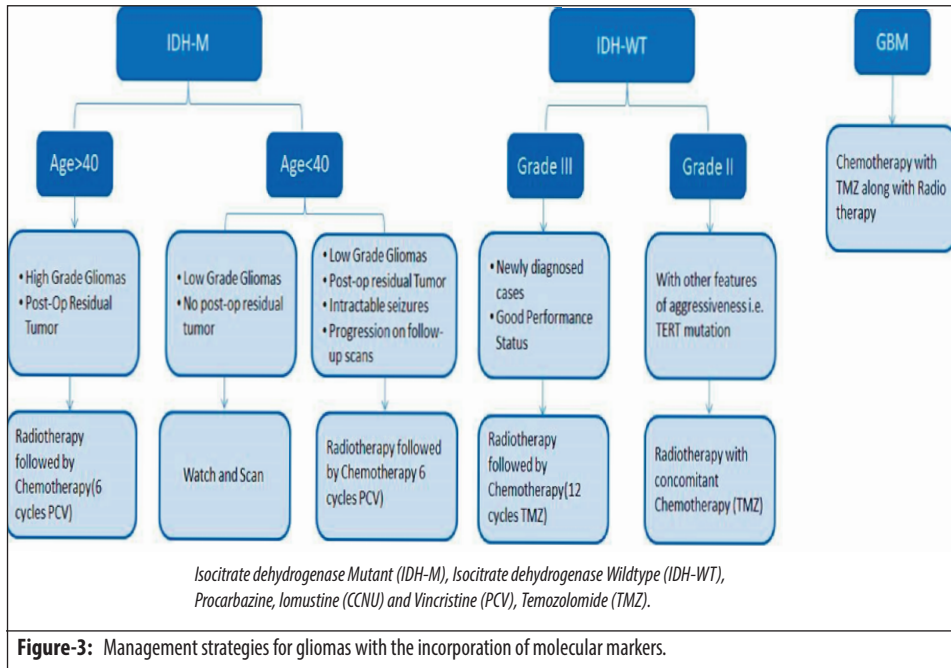 IDH-M
IDH-WT
GBM
Age>40
Age<40
Grade III
Grade II
Chemotherapy with
TMZ along with Radio
therapy
• High Grade Gliomas
• Post-Op Residual
Tumor
• Low Grade Gliomas
• No post-op residual
tumor
• Low Grade Gliomas
• Post-op residual Tumor
• Intractable seizures
• Progression on follow-
up scans
• Newly diagnosed
cases
• Good Performance
Status
With other features
of aggressiveness i.e.
TERT mutation
Radiotherapy
followed by
Chemotherapy(6
cycles PCV)
Watch and Scan
Radiotherapy followed
by Chemotherapy 6
cycles PCV)
Radiotherapy
followed by
Chemotherapy(12
cycles TMZ)
Radiotherapy with
concomitant
Chemotherapy (TMZ)
Isocitrate dehydrogenase Mutant (IDH-M), Isocitrate dehydrogenase Wildtype (IDH-WT),
Procarbazine, lomustine (CCNU) and Vincristine (PCV), Temozolomide (TMZ).
Figure-3: Management strategies for gliomas with the incorporation of molecular markers.